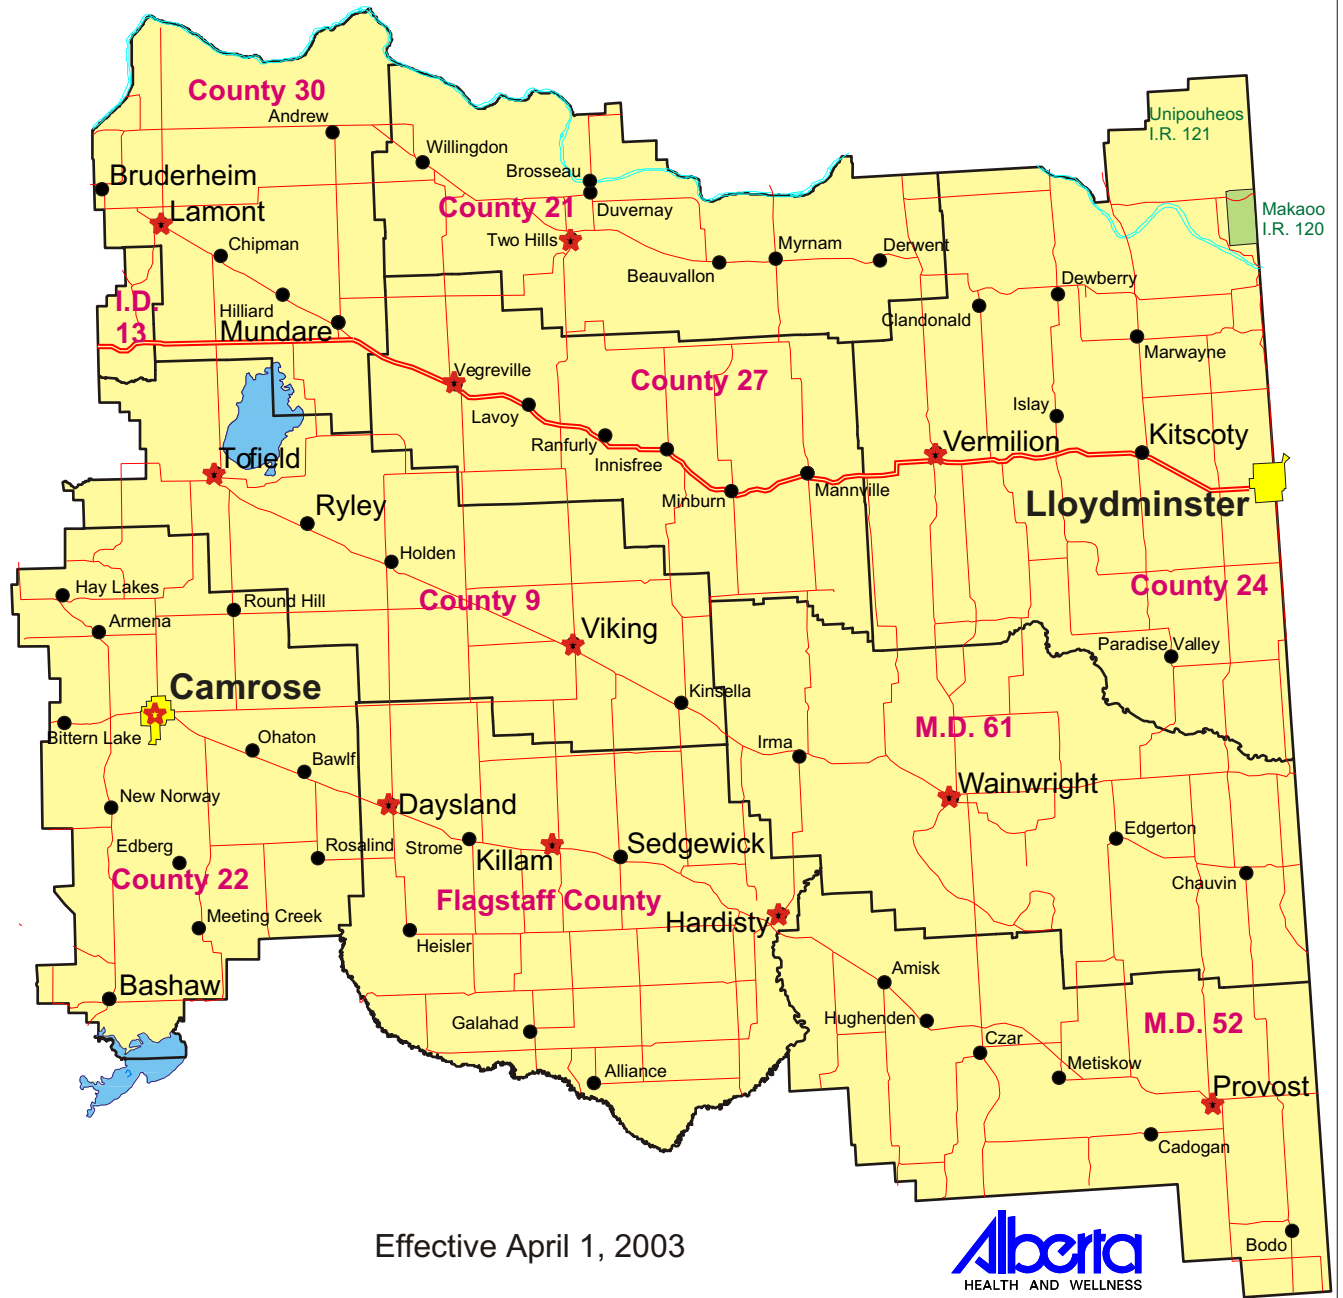 County 30
Andrew
Unipouheos
I.R. 121
Willingdon
Brosseau
Bruderheim
County 21
Duvernay
Lamont
Makaoo
I.R. 120
Chipman
Two Hills
Myrnam
Derwent
Beauvallon
Dewberry
I.D.
13
Hilliard
Mundare
Clandonald
Marwayne
Vegreville
County 27
Islay
Lavoy
Ranfurly
Innisfree
Vermilion
Kitscoty
Tofield
Minburn
Mannville
Lloydminster
Ryley
Holden
Hay Lakes
Round Hill
County 9
County 24
Armena
Viking
Paradise Valley
Camrose
Kinsella
Bittern Lake
Ohaton
Bawlf
Irma
M.D. 61
Wainwright
New Norway
Daysland
Edberg
Rosalind
Strome
Killam
Sedgewick
Edgerton
County 22
Chauvin
Flagstaff County
Meeting Creek
Hardisty
Heisler
Amisk
Bashaw
Galahad
Hughenden
M.D. 52
Czar
Alliance
Metiskow
Provost
Cadogan
Bodo
Effective April 1, 2003
Alberta
HEALTH AND WELLNESS